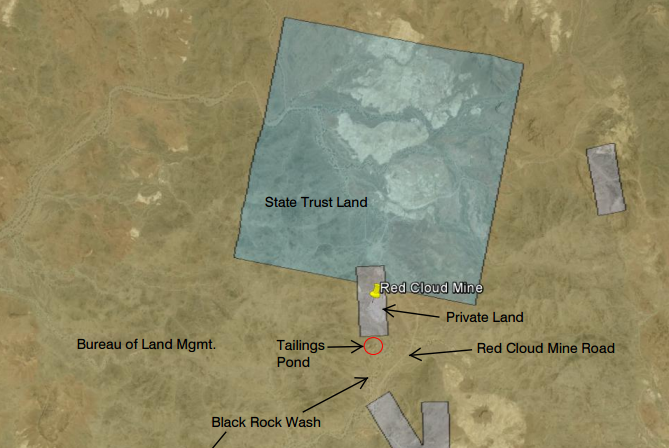 State Trust Land
Red Cloud Mine
Private Land
Bureau of Land Mgmt.
Tailings
Pond
Red Cloud Mine Road
Black Rock Wash